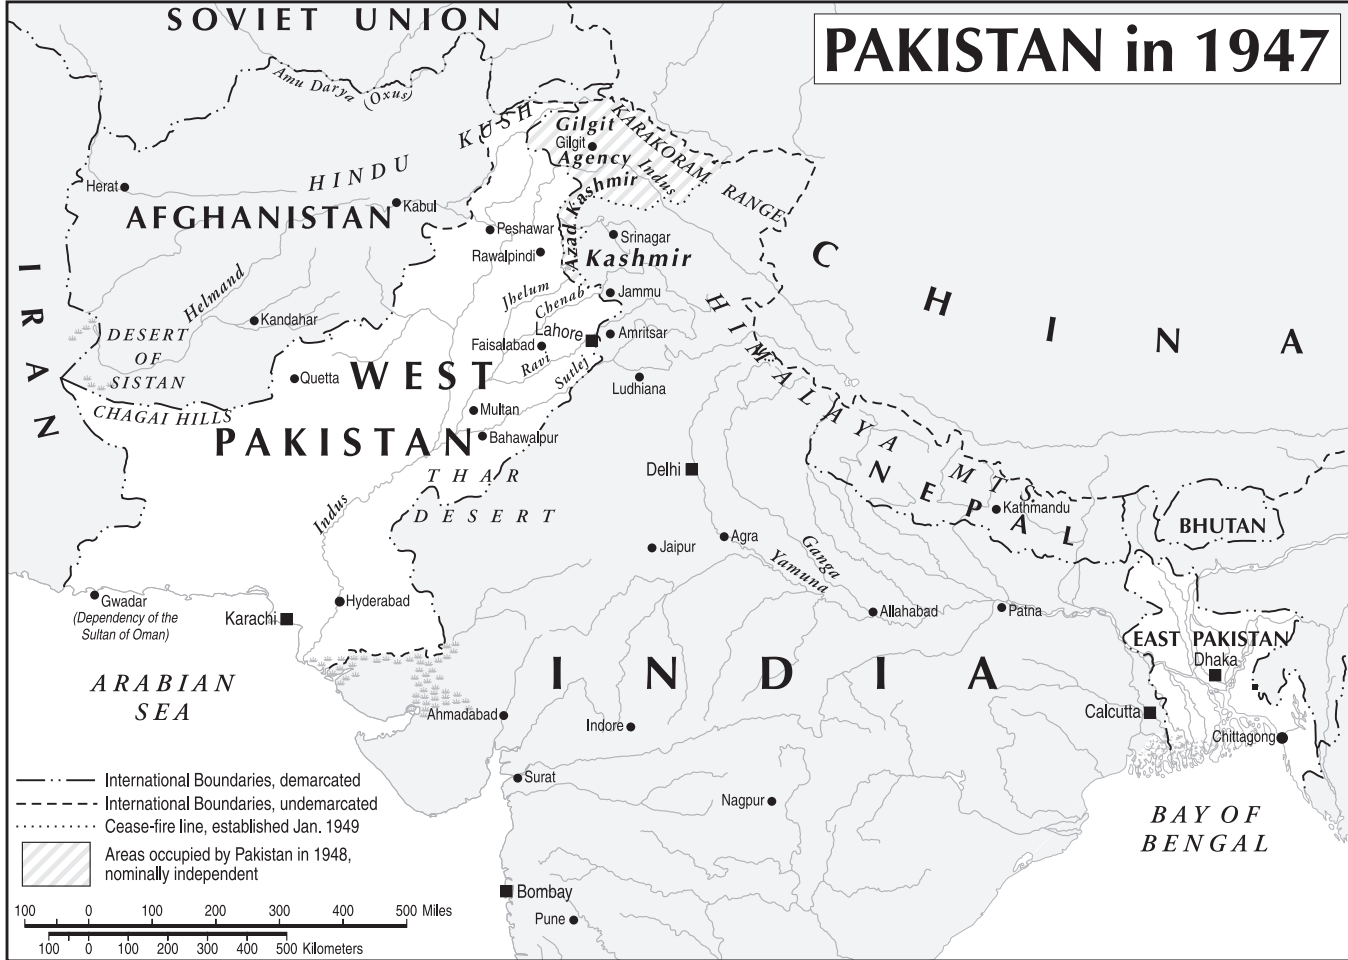 SOVIET UNION
PAKISTAN in 1947
Amu Darya (Oxus)
HINDU KUSH
Gilgit
Agency
Gilgit
KARAKORAM RANGE
Indus
Herat
AFGHANISTAN
Kabul
Peshawar
Rawalpindi
Azad Kashmir
Srinagar
Kashmir
CHINA
IRAN
Helmand
Kandahar
DESERT
OF
SISTAN
Jhelum
Chenab
Jammu
Lahore
Amritsar
Faisalabad
Ravi
Sutlej
Ludhiana
HIMALAYA MTS.
CHAGAI HILLS
Quetta
WEST
PAKISTAN
Multan
Bahawalpur
THAR
DESERT
Indus
Delhi
NEPAL
Kathmandu
BHUTAN
Jaipur
Agra
Ganga
Yamuna
Gwadar
(Dependency of the
Sultan of Oman)
Karachi
Hyderabad
Allahabad
Patna
EAST PAKISTAN
Dhaka
ARABIAN
SEA
INDIA
Ahmadabad
Indore
Calcutta
Chittagong
Surat
Nagpur
BAY OF
BENGAL
Bombay
Pune
International Boundaries, demarcated
International Boundaries, undemarcated
Cease-fire line, established Jan. 1949
Areas occupied by Pakistan in 1948,
nominally independent
100 0 100 200 300 400 500 Miles
100 0 100 200 300 400 500 Kilometers